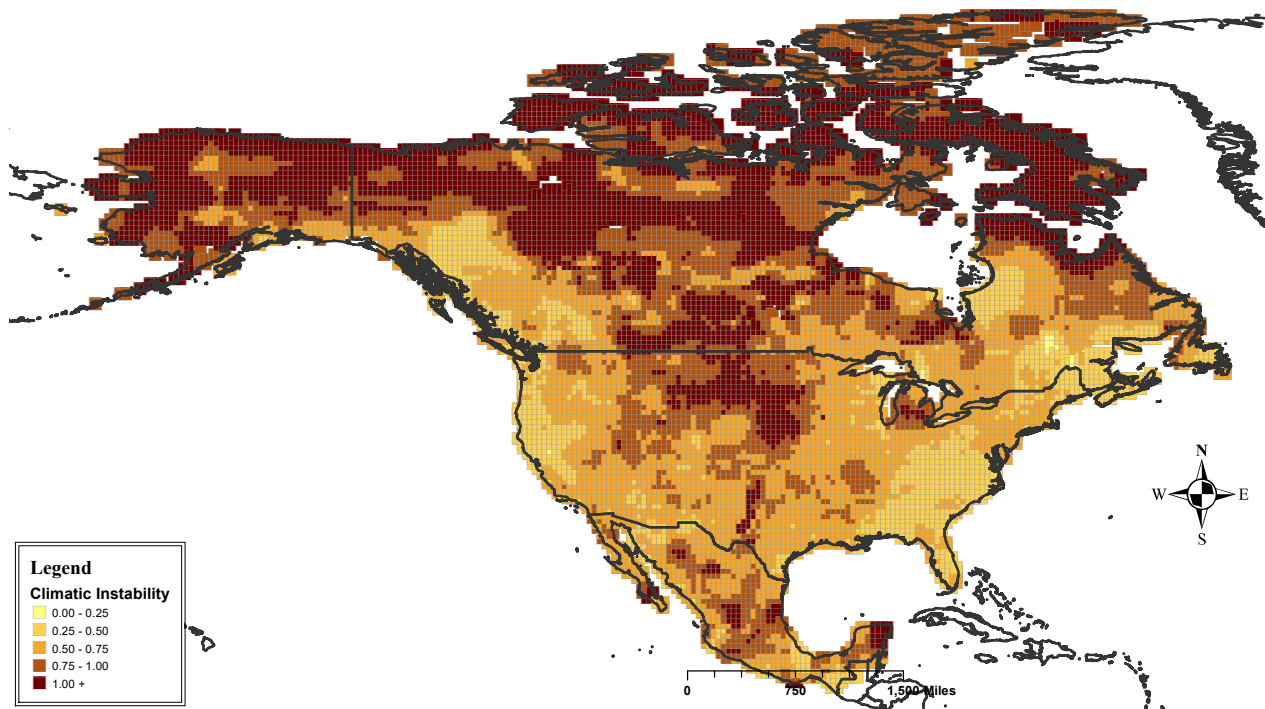 N
W E
S
Legend
Climatic Instability
0.00 - 0.25
0.25 - 0.50
0.50 - 0.75
0.75 - 1.00
1.00 +
0 750 1,500 Miles